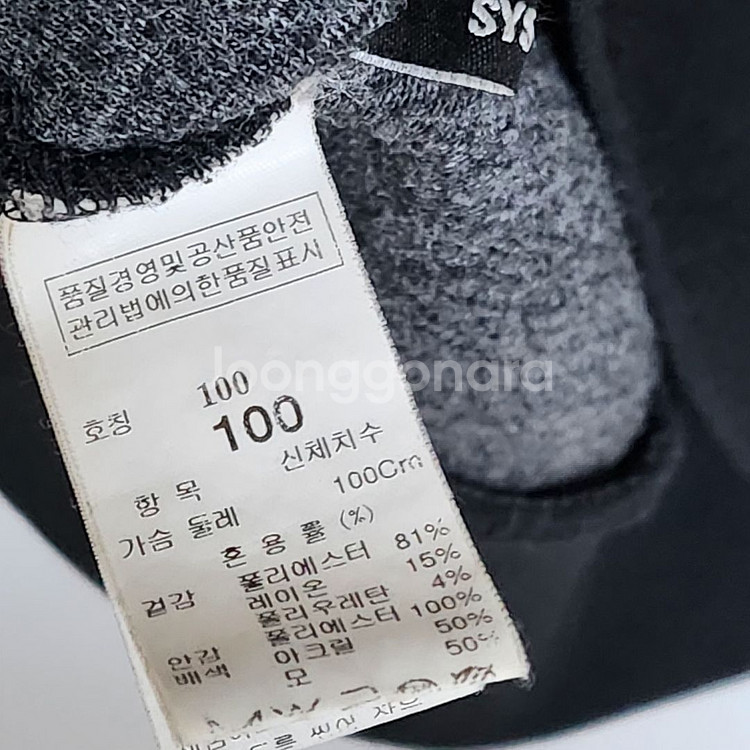 SYS
품질경영및공산품안전
관리법에의한품질표시
joonggonara
100
호칭 100
신체치수
항 목 100Cm
가슴 둘레
혼 용 률 (%)
겉감 폴리에스터 81%
레이온 15%
폴리우레탄 4%
안감 폴리에스터 100%
배색 아크릴 50%
모 50%